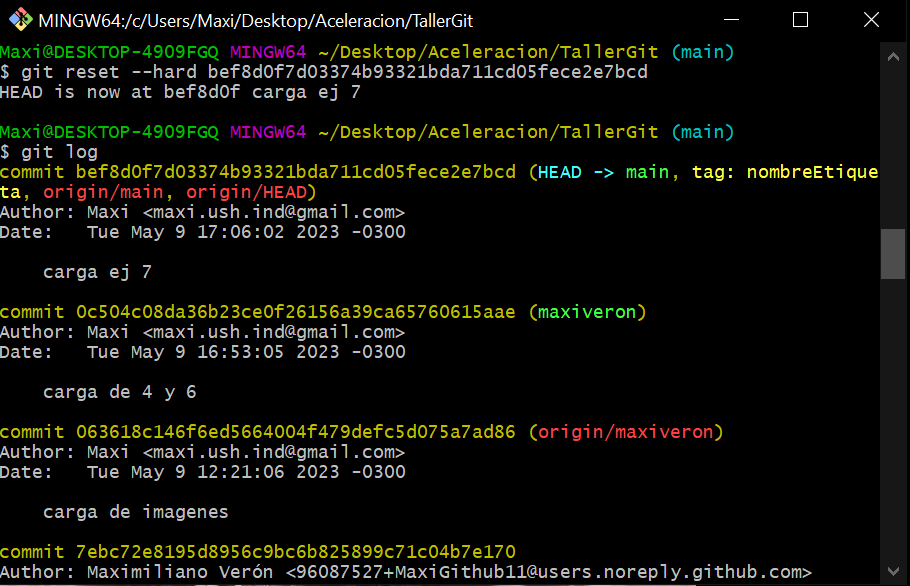 MINGW64:/c/Users/Maxi/Desktop/Aceleracion/TallerGit
Maxi@DESKTOP-4909FGQ MINGW64 ~/Desktop/Aceleracion/TallerGit (main)
$ git reset --hard bef8d0f7d03374b93321bda711cd05fece2e7bcd
HEAD is now at bef8d0f carga ej 7
Maxi@DESKTOP-4909FGQ MINGW64 ~/Desktop/Aceleracion/TallerGit (main)
$ git log
commit bef8d0f7d03374b93321bda711cd05fece2e7bcd (HEAD -> main, tag: nombreEtique
ta, origin/main, origin/HEAD)
Author: Maxi <maxi.ush.ind@gmail.com>
Date:   Tue May 9 17:06:02 2023 -0300
    carga ej 7
commit 0c504c08da36b23ce0f26156a39ca65760615aae (maxiveron)
Author: Maxi <maxi.ush.ind@gmail.com>
Date:   Tue May 9 16:53:05 2023 -0300
    carga de 4 y 6
commit 063618c146f6ed5664004f479defc5d075a7ad86 (origin/maxiveron)
Author: Maxi <maxi.ush.ind@gmail.com>
Date:   Tue May 9 12:21:06 2023 -0300
    carga de imagenes
commit 7ebc72e8195d8956c9bc6b825899c71c04b7e170
Author: Maximiliano Verón <96087527+MaxiGithub11@users.noreply.github.com>